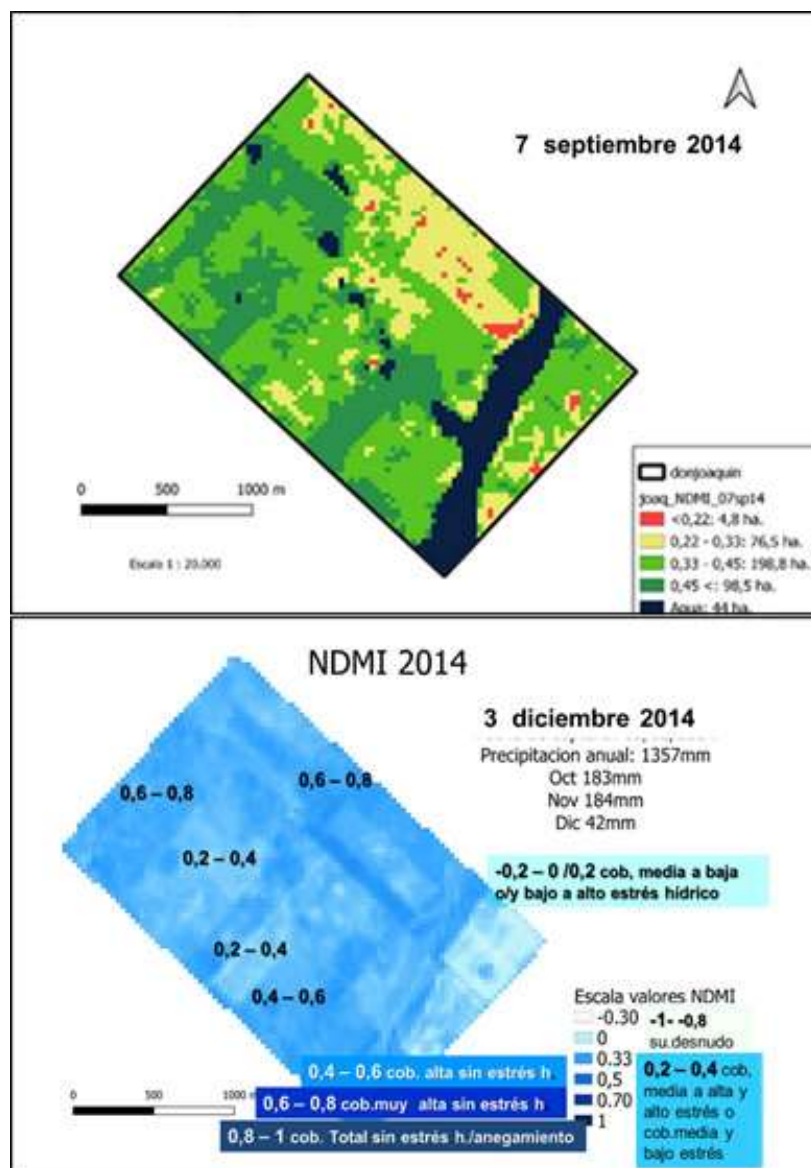 7 septiembre 2014
0 500 1000 m
Escala 1 : 20.000
donjoaquin
joaq_NDMI_07sp14
<0,22: 4,8 ha.
0,22 - 0,33: 76,5 ha.
0,33 - 0,45: 198,8 ha.
0,45 <: 98,5 ha.
Agua: 44 ha.
NDMI 2014
3 diciembre 2014
Precipitacion anual: 1357mm
Oct 183mm
Nov 184mm
Dic 42mm
0,6 – 0,8
0,6 – 0,8
0,2 – 0,4
-0,2 – 0 /0,2 cob, media a baja
o/y bajo a alto estrés hídrico
0,2 – 0,4
0,4 – 0,6
Escala valores NDMI
-0.30
0
0.33
0,5
0.70
1
-1- -0,8
su.desnudo
0,2 – 0,4 cob,
media a alta y
alto estrés o
cob.media y
bajo estrés
0,4 – 0,6 cob. alta sin estrés h.
0,6 – 0,8 cob.muy alta sin estrés h
0,8 – 1 cob. Total sin estrés h./anegamiento
0 500 1000 m